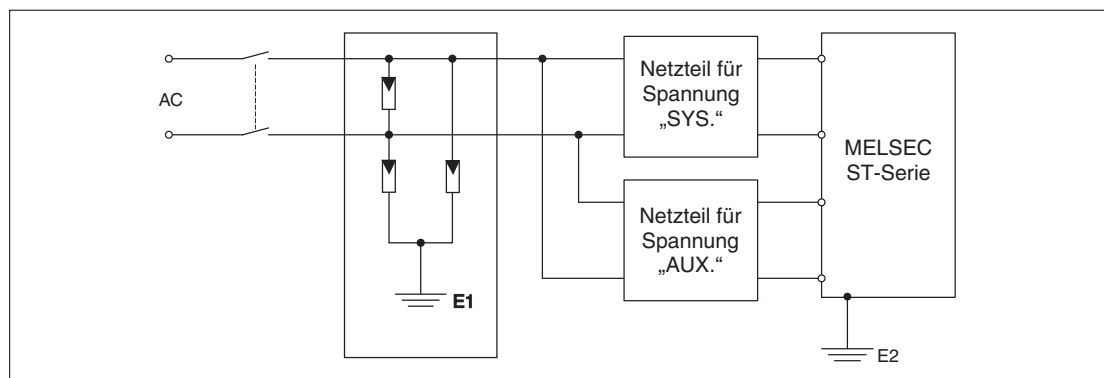 AC
E1
Netzteil für
Spannung
„SYS.“
Netzteil für
Spannung
„AUX.“
MELSEC
ST-Serie
E2